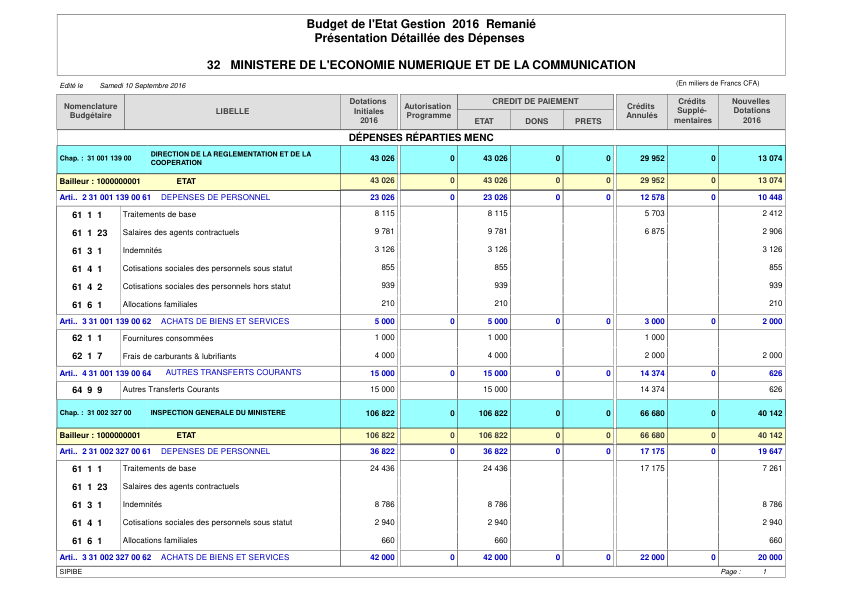 Budget de l'Etat Gestion 2016 Remanié
Présentation Détaillée des Dépenses
32 MINISTERE DE L'ECONOMIE NUMERIQUE ET DE LA COMMUNICATION
Edité le Samedi 10 Septembre 2016 (En miliers de Francs CFA)
Nomenclature Budgétaire LIBELLE Dotations Initiales 2016 Autorisation Programme CREDIT DE PAIEMENT ETAT DONS PRETS Crédits Annulés Crédits Supplé-mentaires Nouvelles Dotations 2016
DÉPENSES RÉPARTIES MENC
Chap. : 31 001 139 00 DIRECTION DE LA REGLEMENTATION ET DE LA COOPERATION 43 026 0 43 026 0 0 29 952 0 13 074
Bailleur : 1000000001 ETAT 43 026 0 43 026 0 0 29 952 0 13 074
Arti.. 2 31 001 139 00 61 DEPENSES DE PERSONNEL 23 026 0 23 026 0 0 12 578 0 10 448
61 1 1 Traitements de base 8 115 8 115 5 703 2 412
61 1 23 Salaires des agents contractuels 9 781 9 781 6 875 2 906
61 3 1 Indemnités 3 126 3 126 3 126
61 4 1 Cotisations sociales des personnels sous statut 855 855 855
61 4 2 Cotisations sociales des personnels hors statut 939 939 939
61 6 1 Allocations familiales 210 210 210
Arti.. 3 31 001 139 00 62 ACHATS DE BIENS ET SERVICES 5 000 0 5 000 0 0 3 000 0 2 000
62 1 1 Fournitures consommées 1 000 1 000 1 000
62 1 7 Frais de carburants & lubrifiants 4 000 4 000 2 000 2 000
Arti.. 4 31 001 139 00 64 AUTRES TRANSFERTS COURANTS 15 000 0 15 000 0 0 14 374 0 626
64 9 9 Autres Transferts Courants 15 000 15 000 14 374 626
Chap. : 31 002 327 00 INSPECTION GENERALE DU MINISTERE 106 822 0 106 822 0 0 66 680 0 40 142
Bailleur : 1000000001 ETAT 106 822 0 106 822 0 0 66 680 0 40 142
Arti.. 2 31 002 327 00 61 DEPENSES DE PERSONNEL 36 822 0 36 822 0 0 17 175 0 19 647
61 1 1 Traitements de base 24 436 24 436 17 175 7 261
61 1 23 Salaires des agents contractuels
61 3 1 Indemnités 8 786 8 786 8 786
61 4 1 Cotisations sociales des personnels sous statut 2 940 2 940 2 940
61 6 1 Allocations familiales 660 660 660
Arti.. 3 31 002 327 00 62 ACHATS DE BIENS ET SERVICES 42 000 0 42 000 0 0 22 000 0 20 000
SIPIBE Page : 1